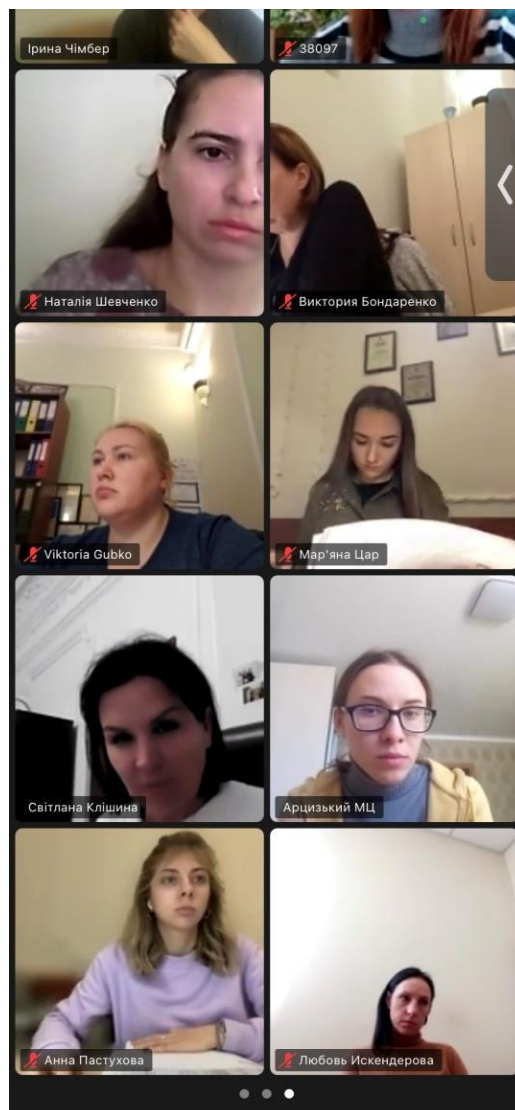 Ірина Чімбер
38097
Наталія Шевченко
Виктория Бондаренко
Viktoria Gubko
Мар'яна Цар
Світлана Клішина
Арцизький МЦ
Анна Пастухова
Любовь Искендерова